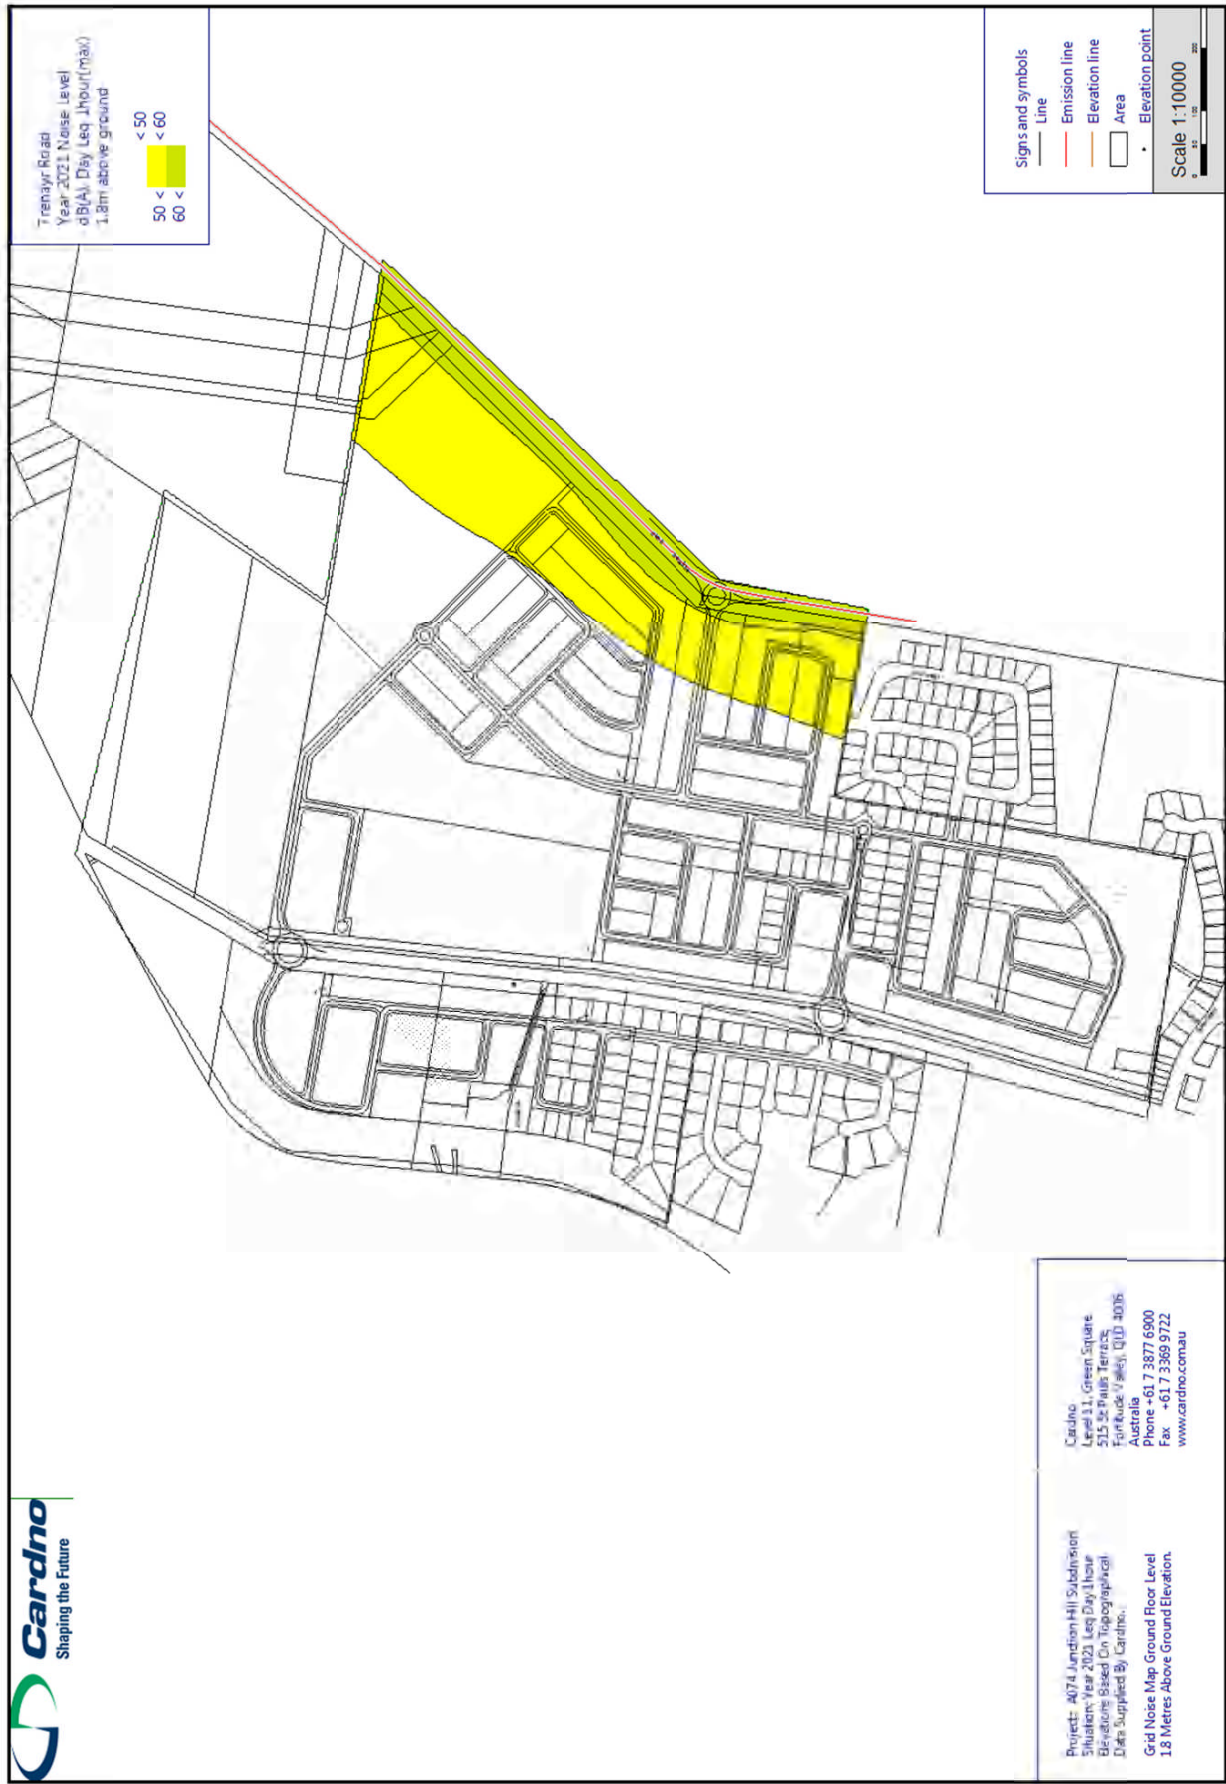 Trenayr Road
Year 2021 Noise Level
dB(A) Day Leq 1hour(max)
1.8m above ground
< 50
50 < < 60
60 <
Signs and symbols
Line
Emission line
Elevation line
Area
Elevation point
Scale 1:10000
0 50 100 200
Cardno
Shaping the Future
Project: A074 Junction Hill Subdivision
Situation: Year 2021 Leq Day 1hour
Elevations Based On Topographical
Data Supplied By Cardno.
Grid Noise Map Ground Floor Level
1.8 Metres Above Ground Elevation.
Cardno
Level 11, Green Square
515 St Pauls Terrace
Fortitude Valley, QLD 4006
Australia
Phone +61 7 3877 6900
Fax +61 7 3369 9722
www.cardno.com.au